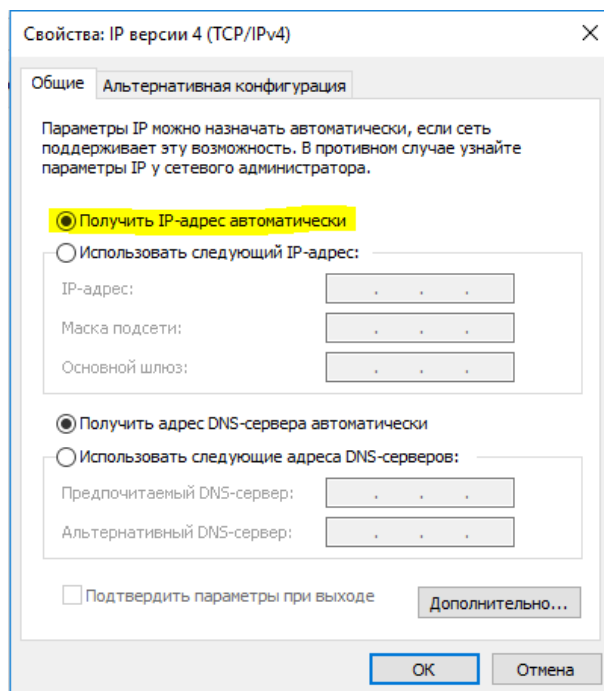 Свойства: IP версии 4 (TCP/IPv4)
Общие
Альтернативная конфигурация
Параметры IP можно назначать автоматически, если сеть
поддерживает эту возможность. В противном случае узнайте
параметры IP у сетевого администратора.
Получить IP-адрес автоматически
Использовать следующий IP-адрес:
IP-адрес:
Маска подсети:
Основной шлюз:
Получить адрес DNS-сервера автоматически
Использовать следующие адреса DNS-серверов:
Предпочитаемый DNS-сервер:
Альтернативный DNS-сервер:
Подтвердить параметры при выходе
Дополнительно...
ОК
Отмена